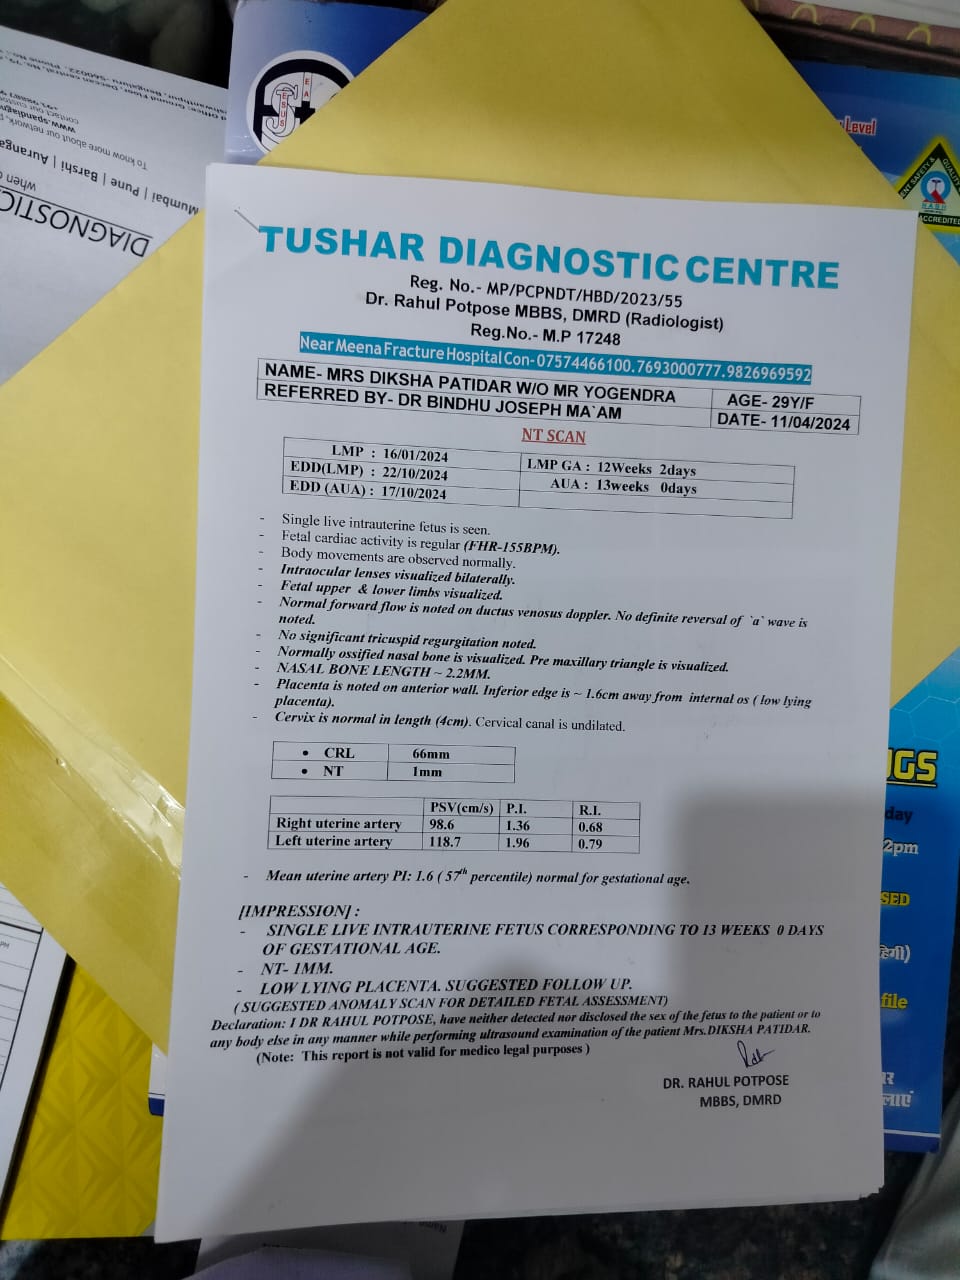 TUSHAR DIAGNOSTIC CENTRE
Reg. No.- MP/PCPNDT/HBD/2023/55
Dr. Rahul Potpose MBBS, DMRD (Radiologist)
Reg.No.- M.P 17248
Near Meena Fracture Hospital Con- 07574466100. 7693000777. 9826969592
NAME- MRS DIKSHA PATIDAR W/O MR YOGENDRA AGE- 29Y/F
REFERRED BY- DR BINDHU JOSEPH MA`AM DATE- 11/04/2024
NT SCAN
LMP : 16/01/2024 LMP GA : 12Weeks 2days
EDD(LMP) : 22/10/2024 AUA : 13weeks 0days
EDD (AUA) : 17/10/2024
- Single live intrauterine fetus is seen.
- Fetal cardiac activity is regular (FHR-155BPM).
- Body movements are observed normally.
- Intraocular lenses visualized bilaterally.
- Fetal upper & lower limbs visualized.
- Normal forward flow is noted on ductus venosus doppler. No definite reversal of `a` wave is
noted.
- No significant tricuspid regurgitation noted.
- Normally ossified nasal bone is visualized. Pre maxillary triangle is visualized.
- NASAL BONE LENGTH ~ 2.2MM.
- Placenta is noted on anterior wall. Inferior edge is ~ 1.6cm away from internal os ( low lying
placenta).
- Cervix is normal in length (4cm). Cervical canal is undilated.
• CRL 66mm
• NT 1mm
PSV(cm/s) P.I. R.I.
Right uterine artery 98.6 1.36 0.68
Left uterine artery 118.7 1.96 0.79
- Mean uterine artery PI: 1.6 ( 57th percentile) normal for gestational age.
[IMPRESSION] :
- SINGLE LIVE INTRAUTERINE FETUS CORRESPONDING TO 13 WEEKS 0 DAYS
OF GESTATIONAL AGE.
- NT- 1MM.
- LOW LYING PLACENTA. SUGGESTED FOLLOW UP.
( SUGGESTED ANOMALY SCAN FOR DETAILED FETAL ASSESSMENT)
Declaration: I DR RAHUL POTPOSE, have neither detected nor disclosed the sex of the fetus to the patient or to
any body else in any manner while performing ultrasound examination of the patient Mrs.DIKSHA PATIDAR.
(Note: This report is not valid for medico legal purposes )
DR. RAHUL POTPOSE
MBBS, DMRD
DIAGNOSTIC
Mumbai | Pune | Barshi | Auranga
To know more about our network, p
www.spandiagn
contact our custom
Level
ACCREDITED
GS
day
2pm
SED
file